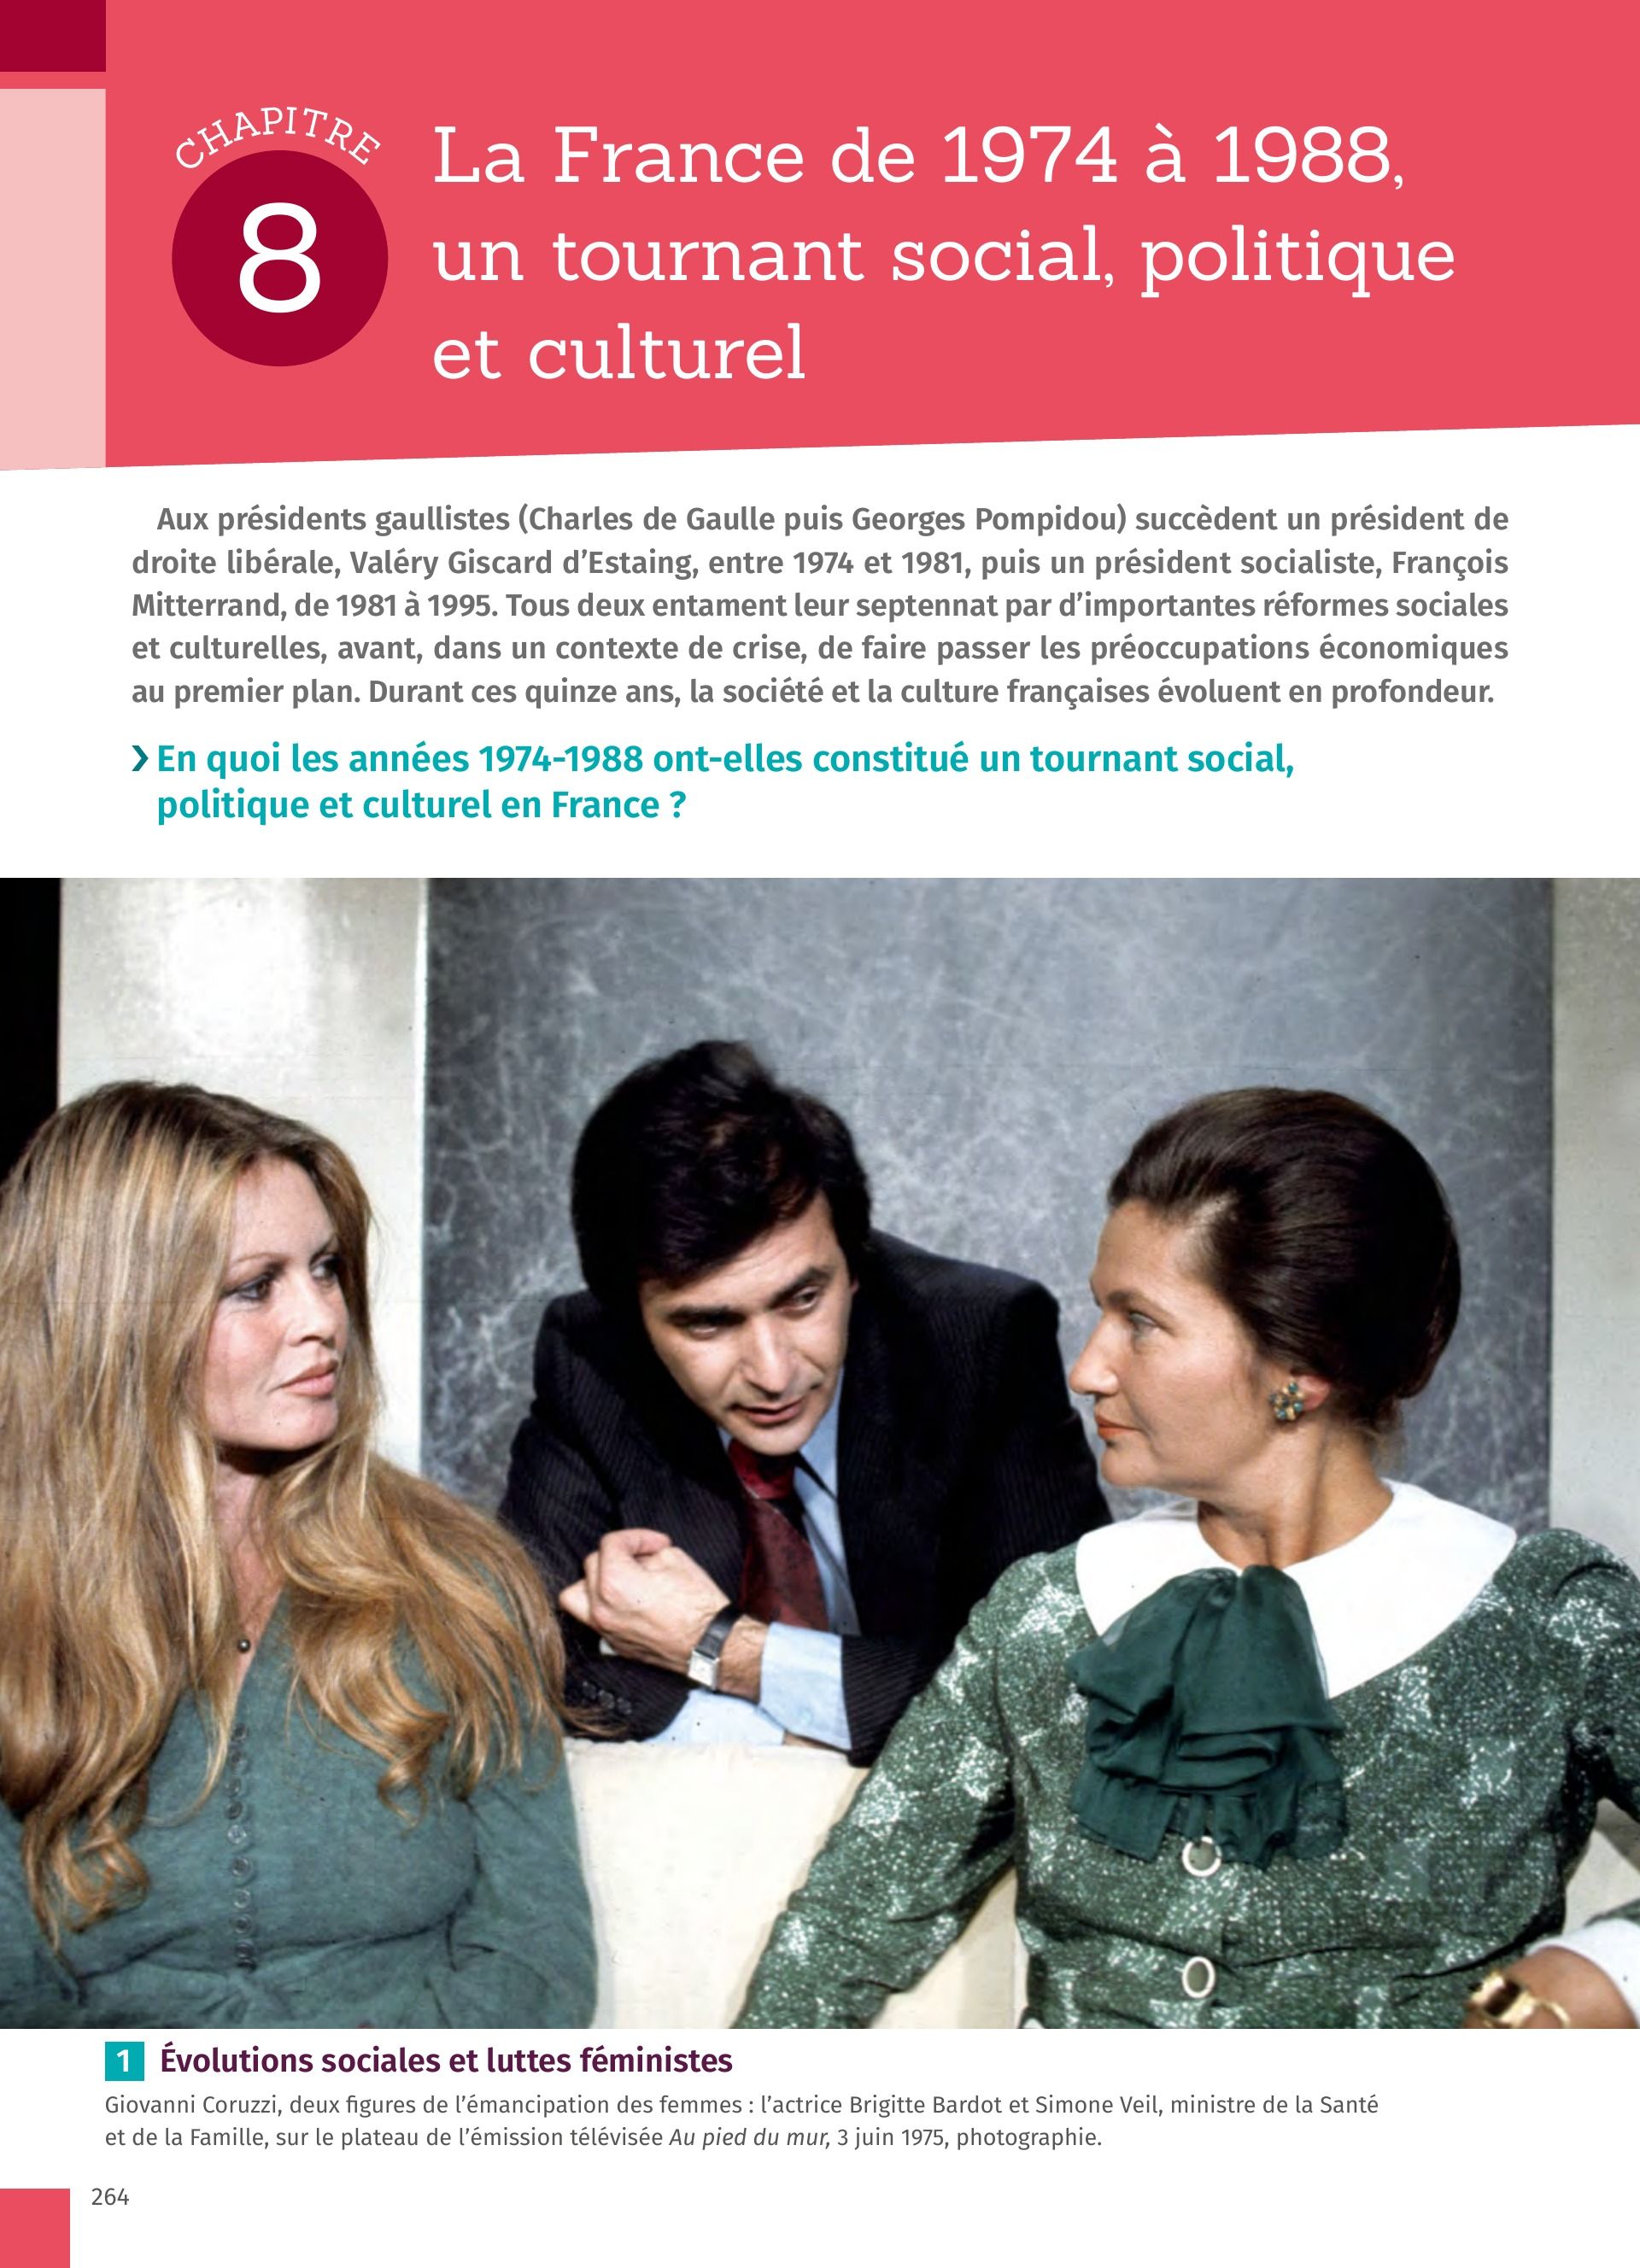 CHAPITRE
8
La France de 1974 à 1988,
un tournant social, politique
et culturel
Aux présidents gaullistes (Charles de Gaulle puis Georges Pompidou) succèdent un président de
droite libérale, Valéry Giscard d’Estaing, entre 1974 et 1981, puis un président socialiste, François
Mitterrand, de 1981 à 1995. Tous deux entament leur septennat par d’importantes réformes sociales
et culturelles, avant, dans un contexte de crise, de faire passer les préoccupations économiques
au premier plan. Durant ces quinze ans, la société et la culture françaises évoluent en profondeur.
❯ En quoi les années 1974-1988 ont-elles constitué un tournant social,
politique et culturel en France ?
1 Évolutions sociales et luttes féministes
Giovanni Coruzzi, deux figures de l’émancipation des femmes : l’actrice Brigitte Bardot et Simone Veil, ministre de la Santé
et de la Famille, sur le plateau de l’émission télévisée Au pied du mur, 3 juin 1975, photographie.
264